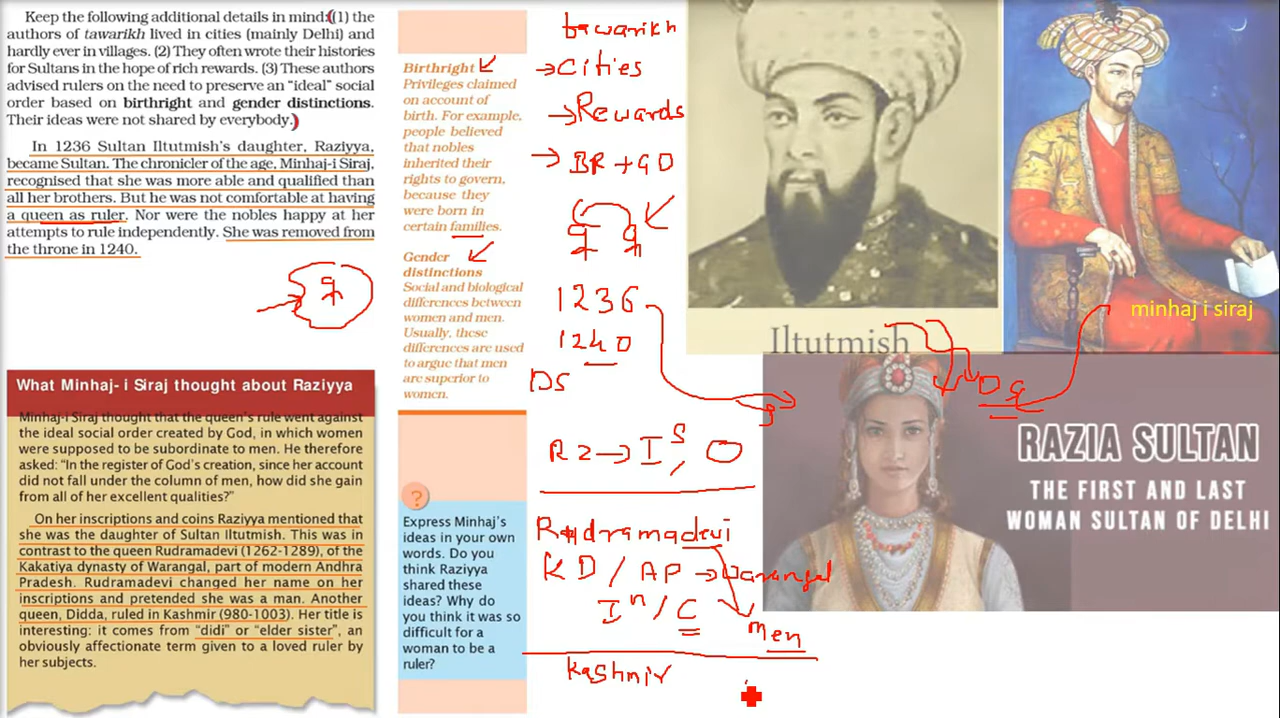 Keep the following additional details in mind: (1) the
authors of tawarikh lived in cities (mainly Delhi) and
hardly ever in villages. (2) They often wrote their histories
for Sultans in the hope of rich rewards. (3) These authors
advised rulers on the need to preserve an “ideal” social
order based on birthright and gender distinctions.
Their ideas were not shared by everybody.
In 1236 Sultan Iltutmish's daughter, Raziyya,
became Sultan. The chronicler of the age, Minhaj-i Siraj,
recognised that she was more able and qualified than
all her brothers. But he was not comfortable at having
a queen as ruler. Nor were the nobles happy at her
attempts to rule independently. She was removed from
the throne in 1240.
What Minhaj- i Siraj thought about Raziyya
Minhaj-i Siraj thought that the queen's rule went against
the ideal social order created by God, in which women
were supposed to be subordinate to men. He therefore
asked: “In the register of God's creation, since her account
did not fall under the column of men, how did she gain
from all of her excellent qualities?”
On her inscriptions and coins Raziyya mentioned that
she was the daughter of Sultan Iltutmish. This was in
contrast to the queen Rudramadevi (1262-1289), of the
Kakatiya dynasty of Warangal, part of modern Andhra
Pradesh. Rudramadevi changed her name on her
inscriptions and pretended she was a man. Another
queen, Didda, ruled in Kashmir (980-1003). Her title is
interesting: it comes from “didi” or “elder sister”, an
obviously affectionate term given to a loved ruler by
her subjects.
Birthright
Privileges claimed
on account of
birth. For example,
people believed
that nobles
inherited their
rights to govern,
because they
were born in
certain families.
Gender
distinctions
Social and biological
differences between
women and men.
Usually, these
differences are used
to argue that men
are superior to
women.
?
Express Minhaj's
ideas in your own
words. Do you
think Raziyya
shared these
ideas? Why do
you think it was so
difficult for a
woman to be a
ruler?
tawarikh
→ Cities
→ Rewards
→ BR + GD
1236
1240
DS
RZ → I S, O
Rudramadevi
KD / AP → Warangal
I n / C
men
Kashmir
Iltutmish
minhaj i siraj
RAZIA SULTAN
THE FIRST AND LAST
WOMAN SULTAN OF DELHI